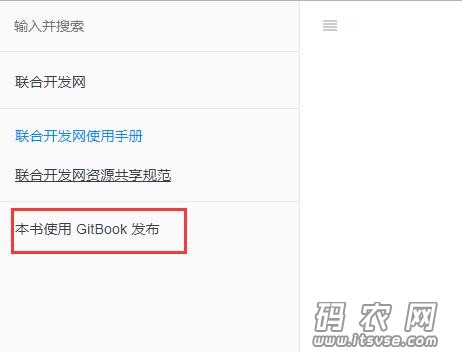 输入并搜索
联合开发网
联合开发网使用手册
联合开发网资源共享规范
本书使用 GitBook 发布
码农网
www.itsvse.com